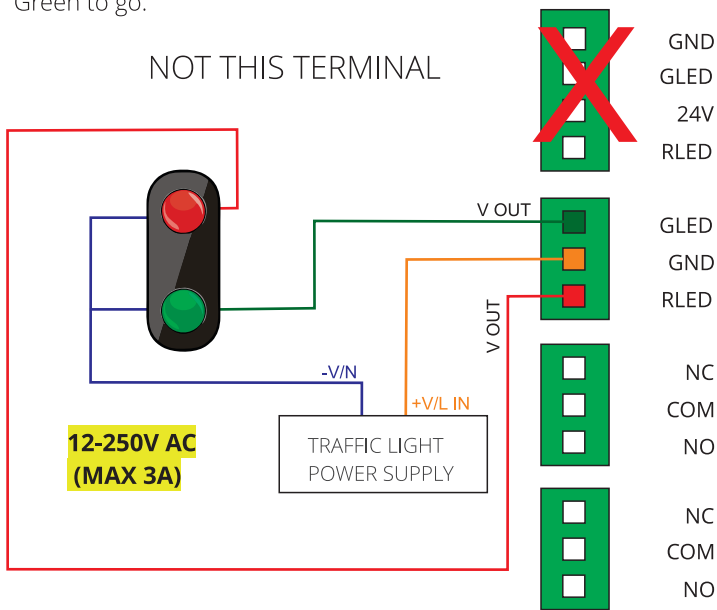 Green to go.
NOT THIS TERMINAL
GND
GLED
24V
RLED
V OUT
GLED
GND
RLED
V OUT
-V/N
+V/L IN
12-250V AC
(MAX 3A)
TRAFFIC LIGHT
POWER SUPPLY
NC
COM
NO
NC
COM
NO